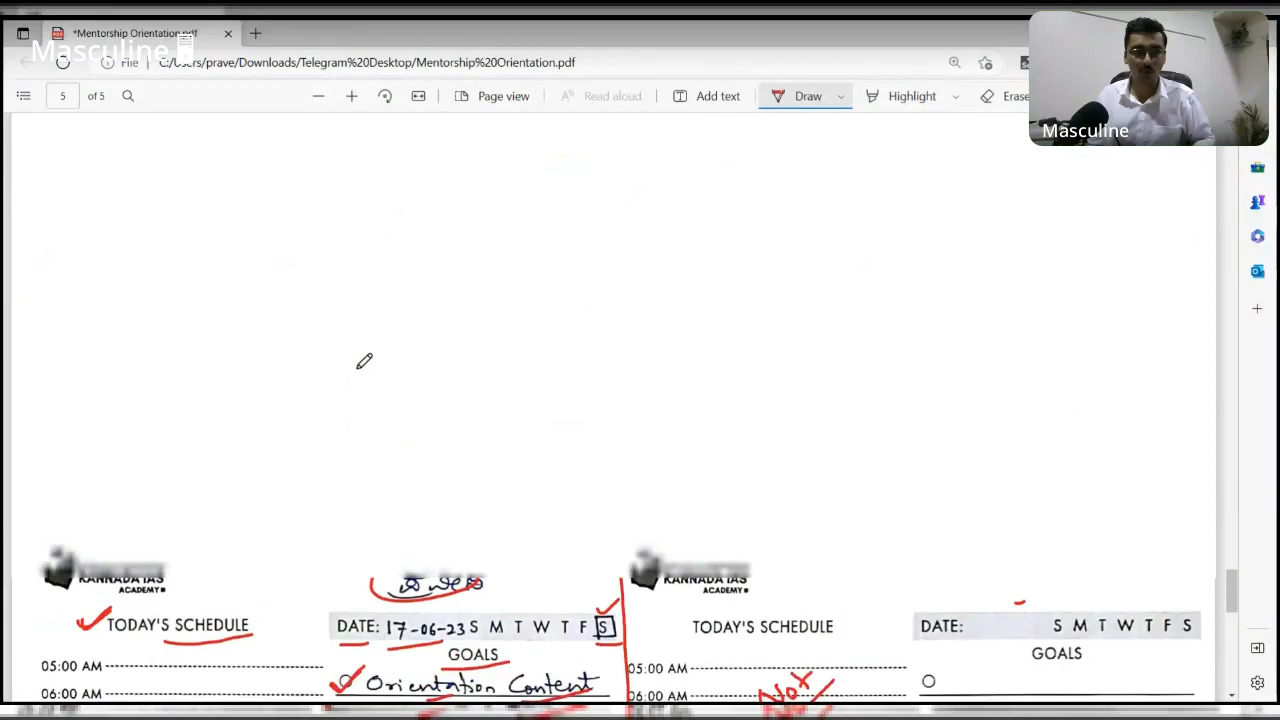 *Mentorship Orientation.pdf
Masculine
File C:/Users/prave/Downloads/Telegram%20Desktop/Mentorship%20Orientation.pdf
5 of 5 Page view Read aloud Add text Draw Highlight Erase
Masculine
KANNADA IAS
ACADEMY
KANNADA IAS
ACADEMY
TODAY'S SCHEDULE
DATE: 17-06-23 S M T W T F S
TODAY'S SCHEDULE
DATE: S M T W T F S
GOALS
GOALS
05:00 AM
05:00 AM
Orientation Content
06:00 AM
06:00 AM
Not